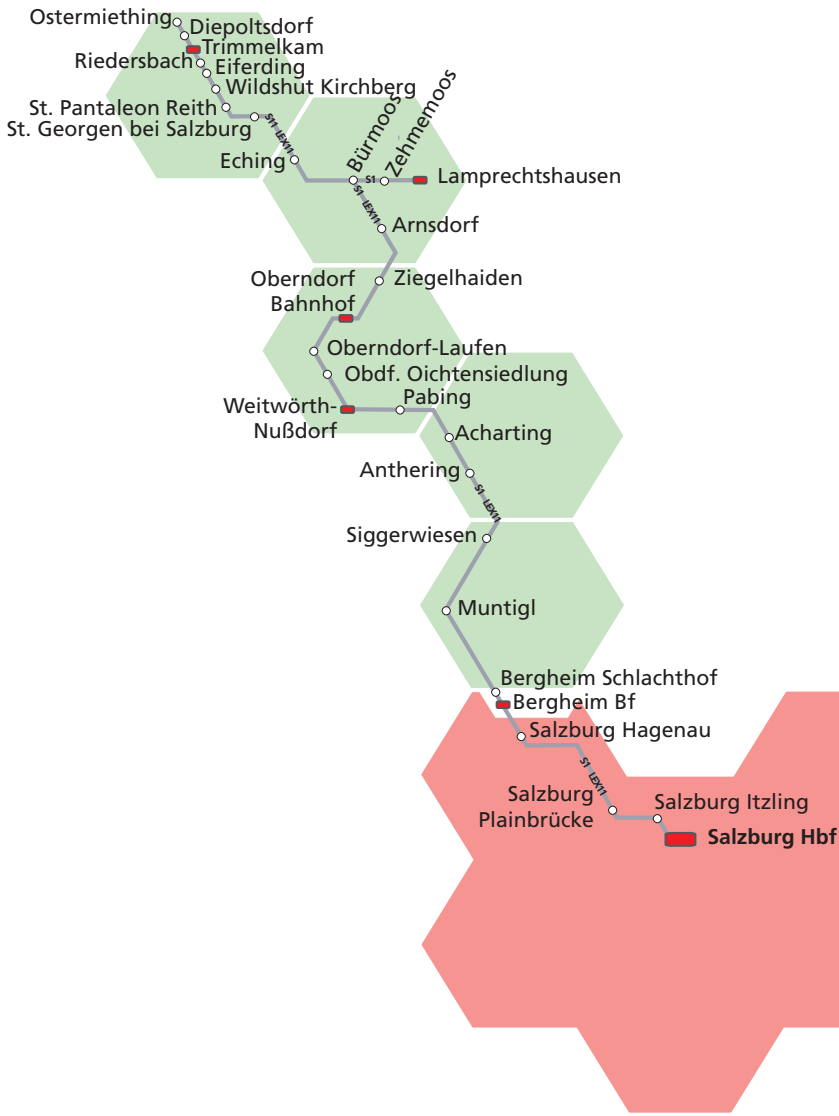 Ostermiething
Diepoltsdorf
Trimmelkam
Riedersbach
Eiferding
Wildshut Kirchberg
St. Pantaleon Reith
St. Georgen bei Salzburg
S11 LEX11
Eching
Bürmoos
Zehmemoos
S1
Lamprechtshausen
S1 LEX11
Arnsdorf
Ziegelhaiden
Oberndorf
Bahnhof
Oberndorf-Laufen
Obdf. Oichtensiedlung
Weitwörth-
Nußdorf
Pabing
Acharting
Anthering
S1 LEX11
Siggerwiesen
Muntigl
Bergheim Schlachthof
Bergheim Bf
Salzburg Hagenau
S1 LEX11
Salzburg
Plainbrücke
Salzburg Itzling
Salzburg Hbf